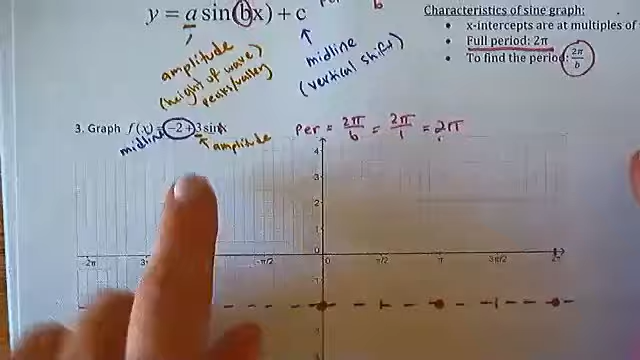 y = a sin(bx) + c
per
b
Characteristics of sine graph:
• x-intercepts are at multiples of
• Full period: 2π
• To find the period: 2π/b
amplitude
(height of wave)
peak/valley
midline
(vertical shift)
3. Graph f(x) = -2 + 3 sin x
midline
amplitude
Per = 2π/b = 2π/1 = 2π
4
3
2
1
0
-2π
-π/2
0
π/2
π
3π/2
2π